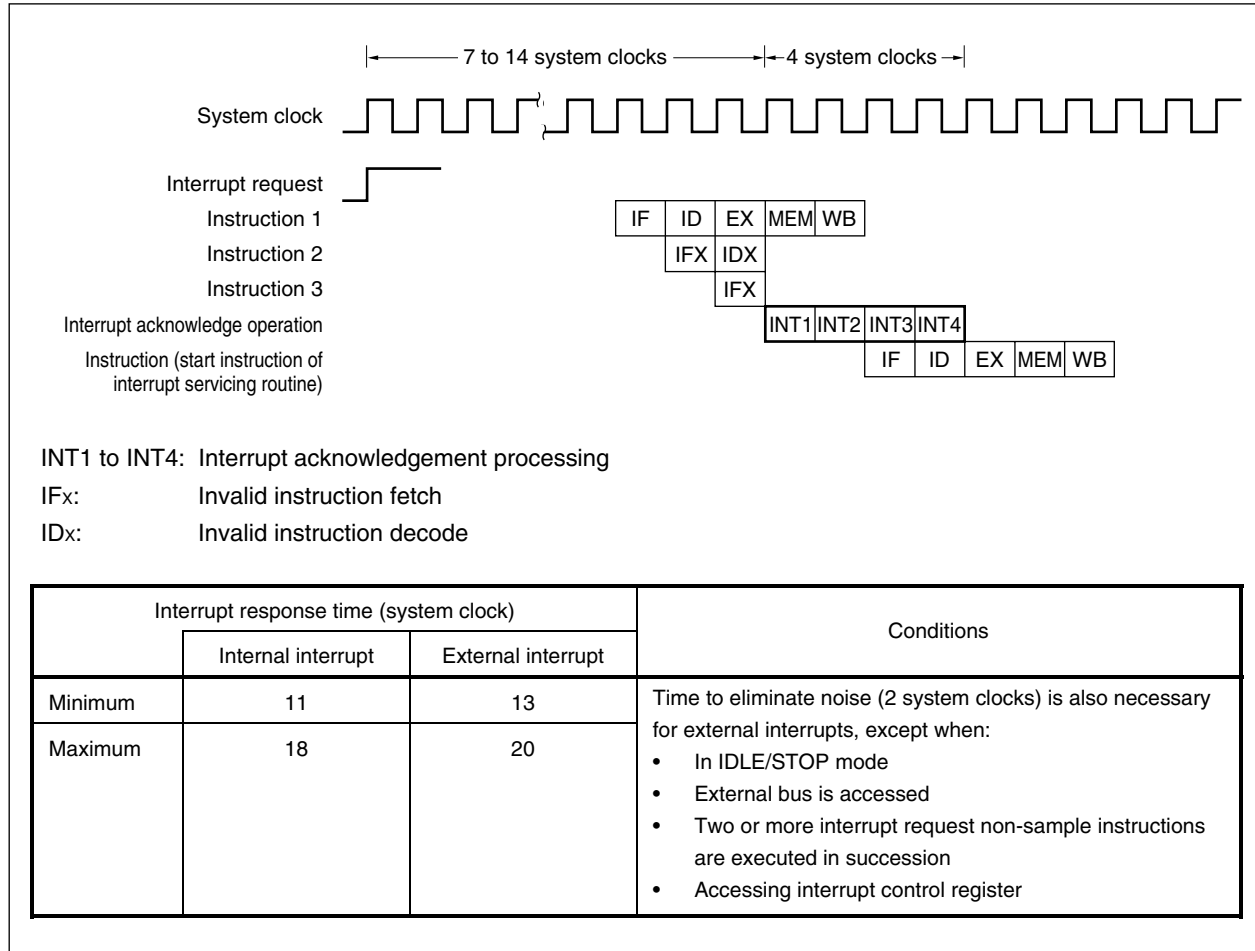 7 to 14 system clocks
4 system clocks
System clock
Interrupt request
Instruction 1
IF ID EX MEM WB
Instruction 2
IFX IDX
Instruction 3
IFX
Interrupt acknowledge operation
INT1 INT2 INT3 INT4
Instruction (start instruction of
interrupt servicing routine)
IF ID EX MEM WB
INT1 to INT4: Interrupt acknowledgement processing
IFx: Invalid instruction fetch
IDx: Invalid instruction decode
Interrupt response time (system clock)
Conditions
Internal interrupt External interrupt
Minimum 11 13
Maximum 18 20
Time to eliminate noise (2 system clocks) is also necessary
for external interrupts, except when:
• In IDLE/STOP mode
• External bus is accessed
• Two or more interrupt request non-sample instructions
are executed in succession
• Accessing interrupt control register